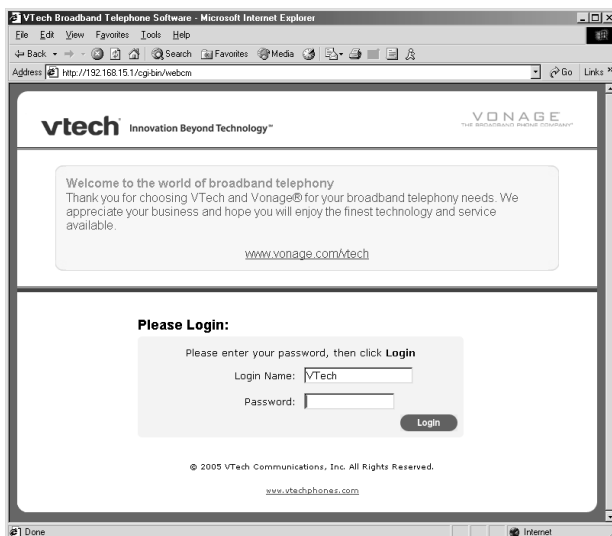 VTech Broadband Telephone Software - Microsoft Internet Explorer
File Edit View Favorites Tools Help
Back Search Favorites Media
Address http://192.168.15.1/cgi-bin/webcm Go Links »
vtech Innovation Beyond Technology™
VONAGE
THE BROADBAND PHONE COMPANY℠
Welcome to the world of broadband telephony
Thank you for choosing VTech and Vonage® for your broadband telephony needs. We
appreciate your business and hope you will enjoy the finest technology and service
available.
www.vonage.com/vtech
Please Login:
Please enter your password, then click Login
Login Name: VTech
Password:
Login
© 2005 VTech Communications, Inc. All Rights Reserved.
www.vtechphones.com
Done Internet